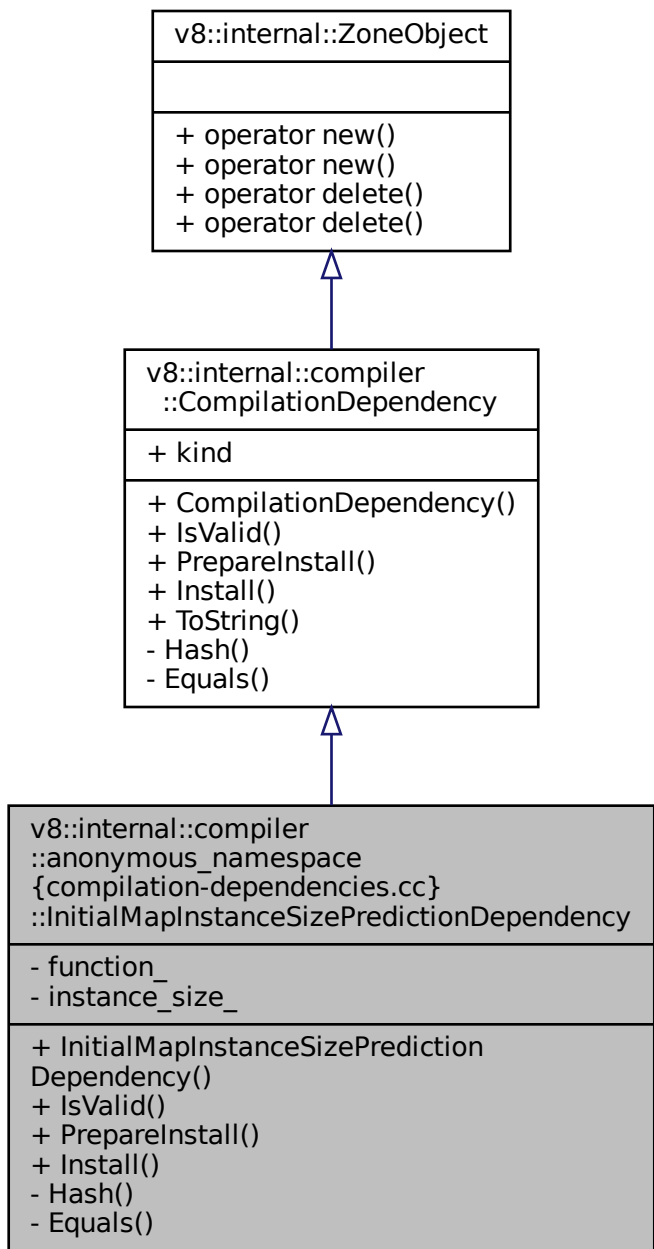 v8::internal::ZoneObject
+ operator new()
+ operator new()
+ operator delete()
+ operator delete()
v8::internal::compiler
::CompilationDependency
+ kind
+ CompilationDependency()
+ IsValid()
+ PrepareInstall()
+ Install()
+ ToString()
- Hash()
- Equals()
v8::internal::compiler
::anonymous_namespace
{compilation-dependencies.cc}
::InitialMapInstanceSizePredictionDependency
- function_
- instance_size_
+ InitialMapInstanceSizePrediction
Dependency()
+ IsValid()
+ PrepareInstall()
+ Install()
- Hash()
- Equals()